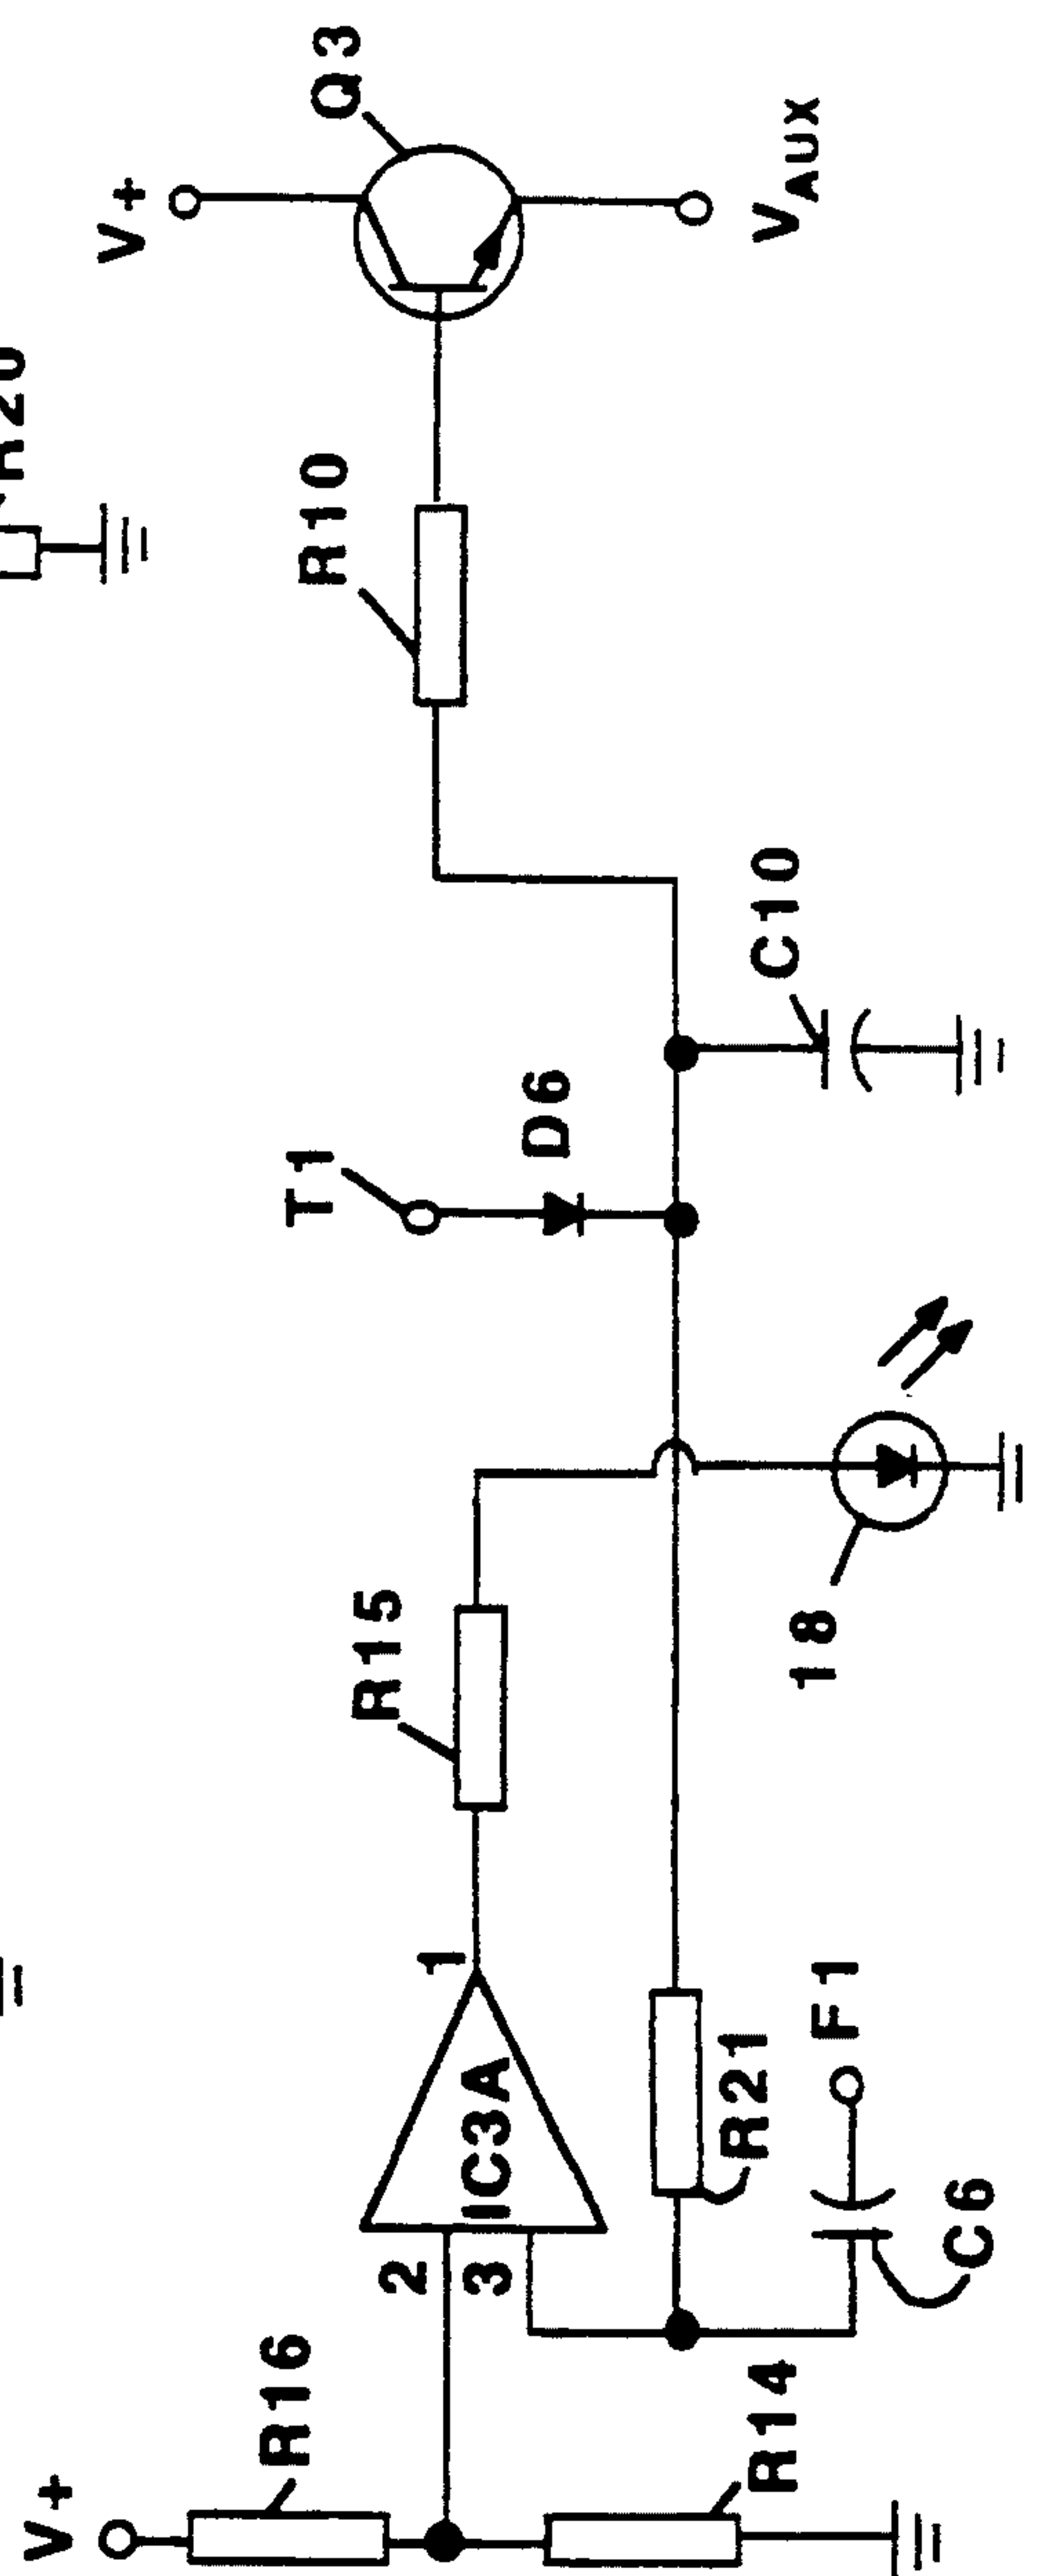 V+
Q3
VAUX
R20
R10
C10
D6
T1
R15
18
1
IC3A
2
3
R21
F1
C6
R16
R14
V+